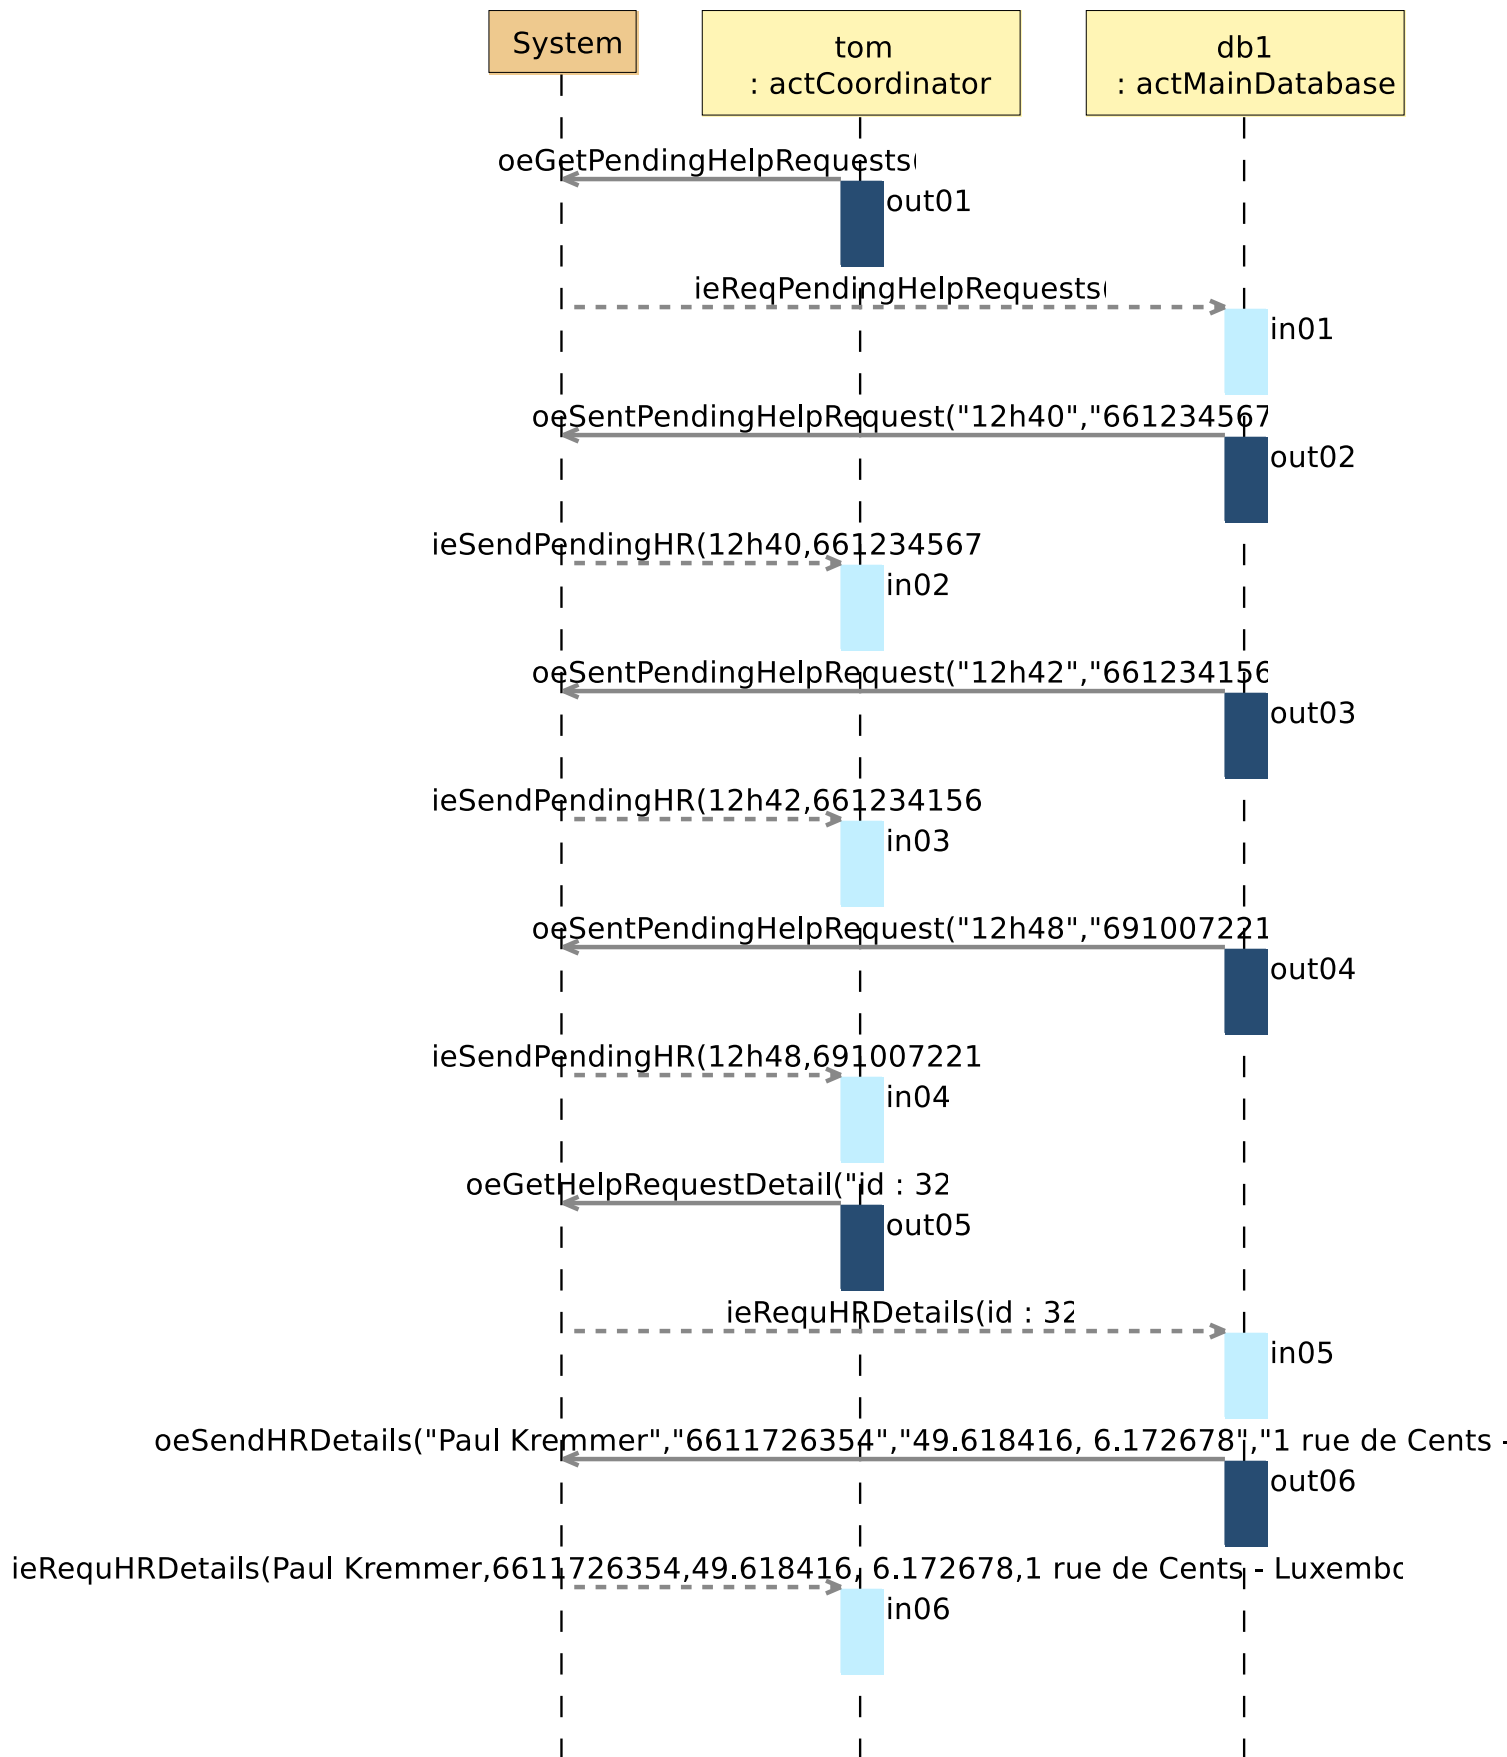 System
tom
: actCoordinator
db1
: actMainDatabase
oeGetPendingHelpRequests(
out01
ieReqPendingHelpRequests(
in01
oeSentPendingHelpRequest("12h40","661234567
out02
ieSendPendingHR(12h40,661234567
in02
oeSentPendingHelpRequest("12h42","661234156
out03
ieSendPendingHR(12h42,661234156
in03
oeSentPendingHelpRequest("12h48","691007221
out04
ieSendPendingHR(12h48,691007221
in04
oeGetHelpRequestDetail("id : 32
out05
ieRequHRDetails(id : 32
in05
oeSendHRDetails("Paul Kremmer","6611726354","49.618416, 6.172678","1 rue de Cents -
out06
ieRequHRDetails(Paul Kremmer,6611726354,49.618416, 6.172678,1 rue de Cents - Luxembo
in06